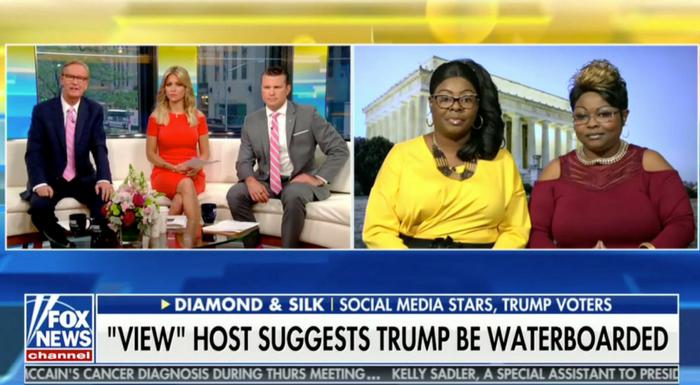 DIAMOND & SILK | SOCIAL MEDIA STARS, TRUMP VOTERS
FOX
NEWS
channel
"VIEW" HOST SUGGESTS TRUMP BE WATERBOARDED
CCAIN'S CANCER DIAGNOSIS DURING THURS MEETING... KELLY SADLER, A SPECIAL ASSISTANT TO PRESID